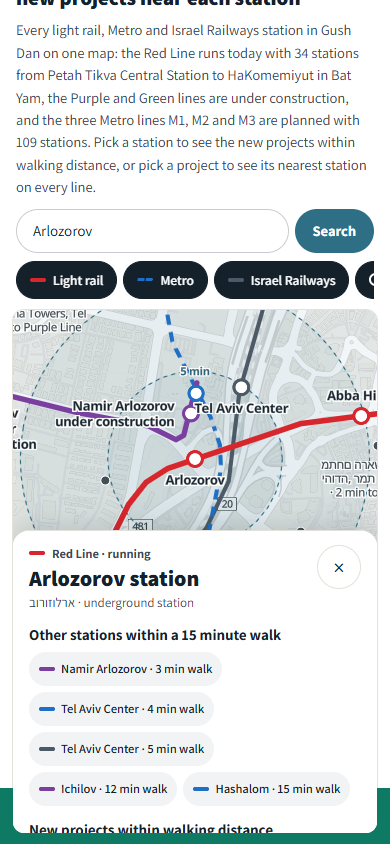 new projects near each station
Every light rail, Metro and Israel Railways station in Gush
Dan on one map: the Red Line runs today with 34 stations
from Petah Tikva Central Station to HaKomemiyut in Bat
Yam, the Purple and Green lines are under construction,
and the three Metro lines M1, M2 and M3 are planned with
109 stations. Pick a station to see the new projects within
walking distance, or pick a project to see its nearest station
on every line.
Arlozorov
Search
Light rail
Metro
Israel Railways
Towers, Tel
to Purple Line
5 min
Namir Arlozorov
under construction
Tel Aviv Center
Abba Hi
tion
Arlozorov
· 2 min to
20
481
Red Line · running
Arlozorov station
ארלוזורוב · underground station
×
Other stations within a 15 minute walk
Namir Arlozorov · 3 min walk
Tel Aviv Center · 4 min walk
Tel Aviv Center · 5 min walk
Ichilov · 12 min walk
Hashalom · 15 min walk
New projects within walking distance